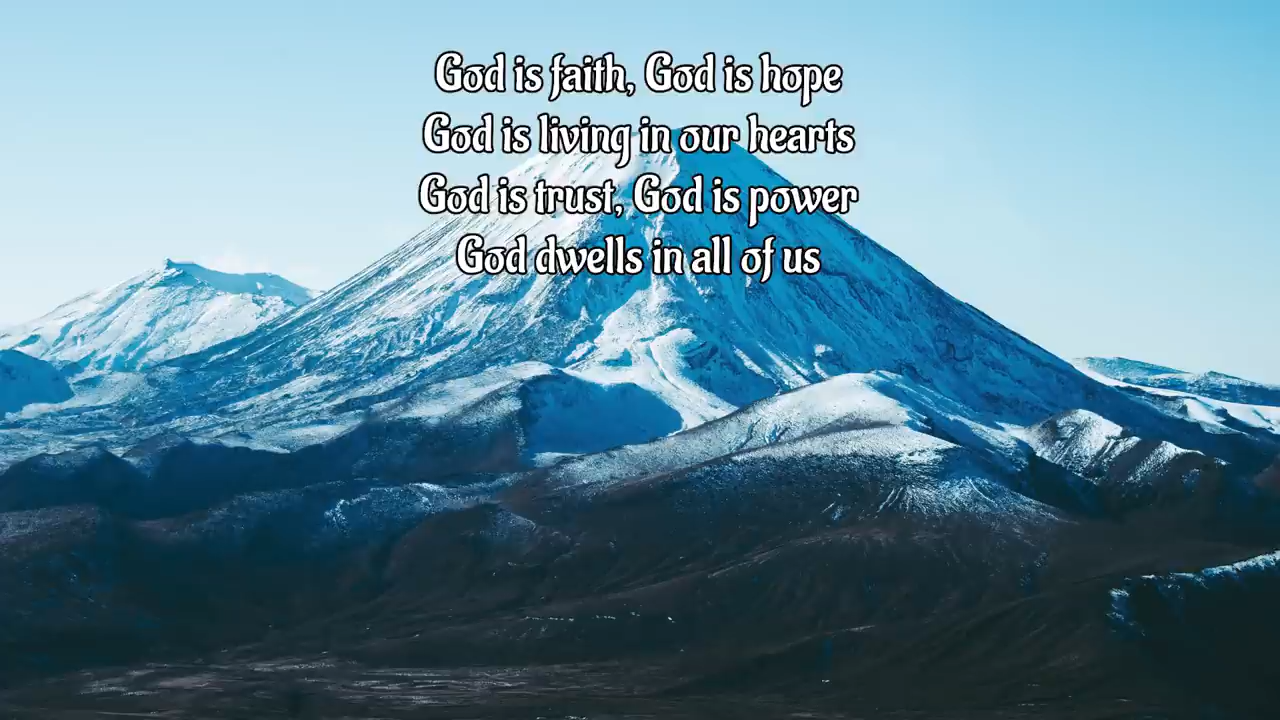 God is faith, God is hope
God is living in our hearts
God is trust, God is power
God dwells in all of us